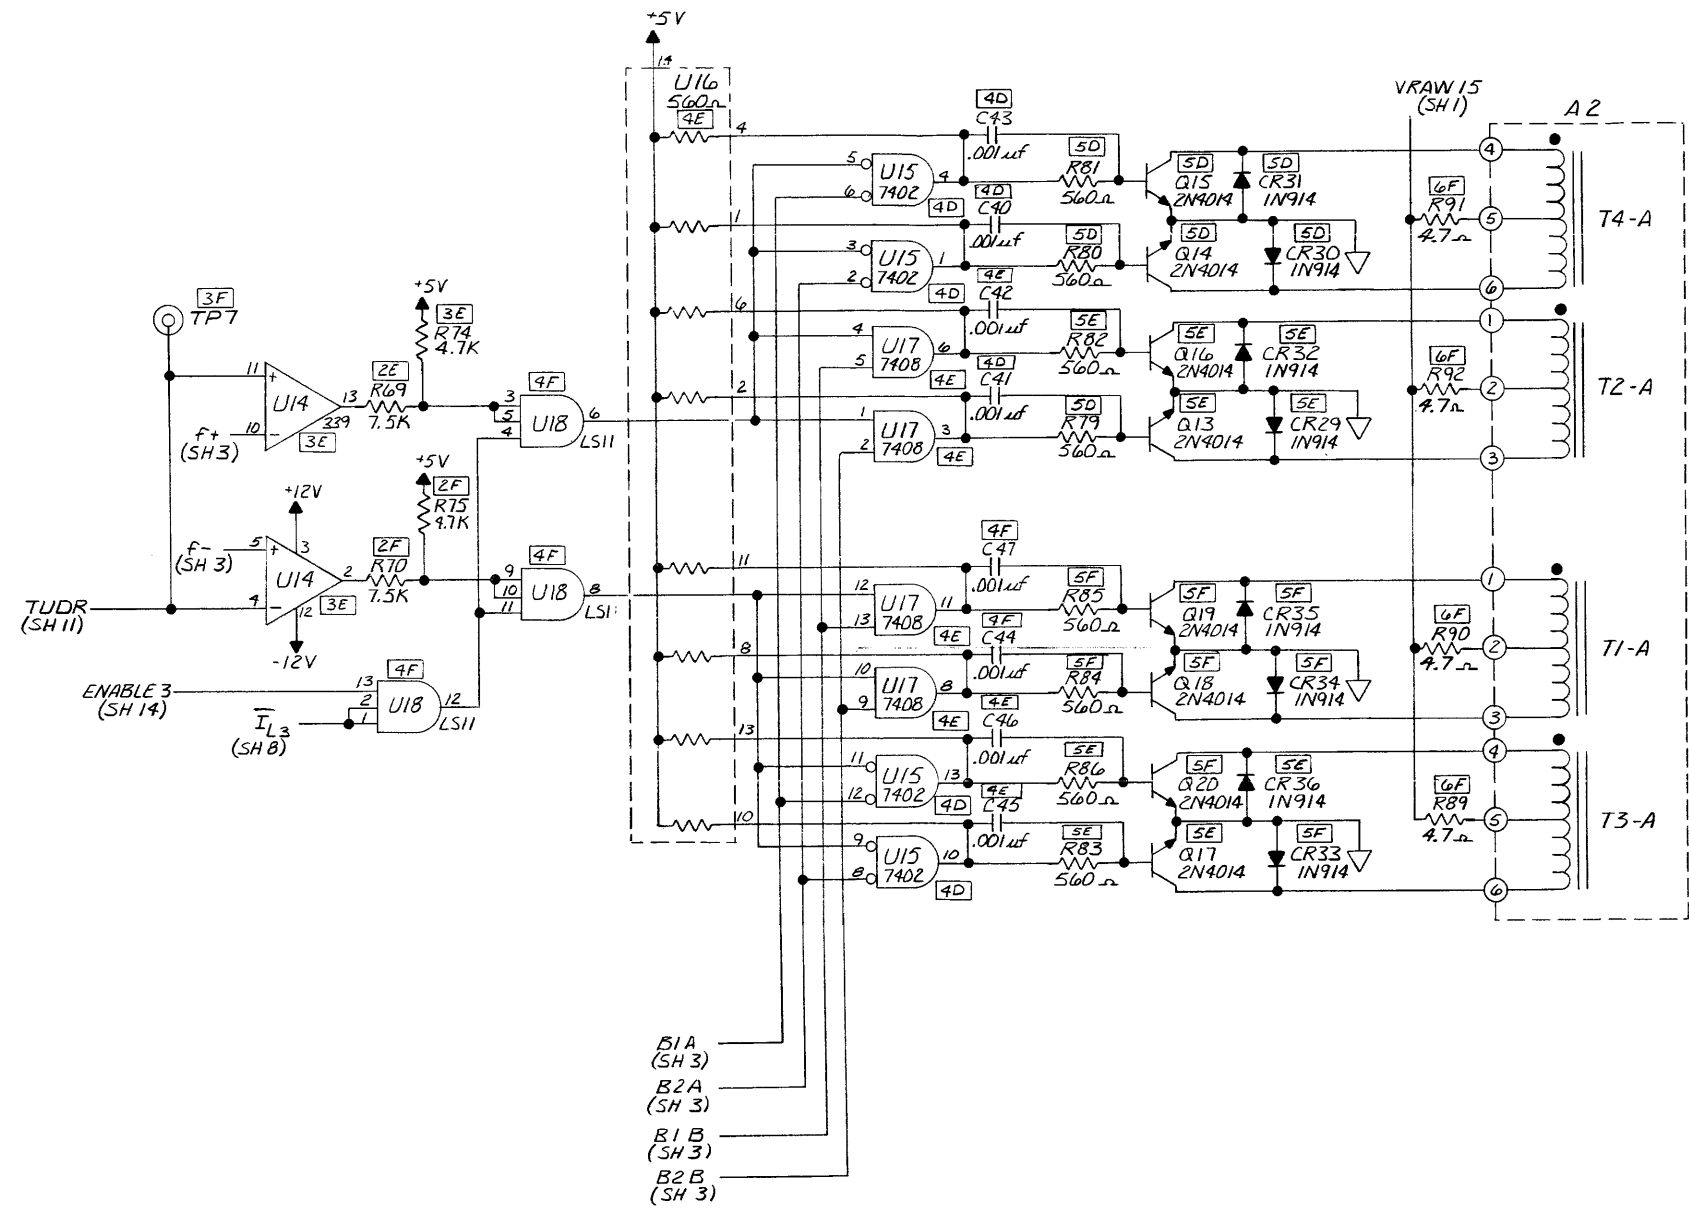 +5V
14
U16
560Ω
4E
4
1
6
2
11
8
13
10
VRAW15
(SH1)
A2
4D
C43
.001uf
5
6
U15
7402
4
4D
5D
R81
560Ω
5D
Q15
2N4014
5D
CR31
1N914
6F
R91
4.7Ω
4
5
6
T4-A
4D
C40
.001uf
3
2
U15
7402
1
4D
5D
R80
560Ω
5D
Q14
2N4014
5D
CR30
1N914
4E
C42
.001uf
4
5
U17
7408
6
4E
5E
R82
560Ω
5E
Q16
2N4014
5E
CR32
1N914
6F
R92
4.7Ω
1
2
3
T2-A
4D
C41
.001uf
1
2
U17
7408
3
4E
5D
R79
560Ω
5E
Q13
2N4014
5E
CR29
1N914
3F
TP7
+5V
3E
R74
4.7K
11
+
U14
10
-
13
339
3E
f+
(SH3)
2E
R69
7.5K
4F
3
5
4
U18
6
LS11
+5V
2F
R75
4.7K
+12V
3
f-
(SH 3)
5
+
U14
4
-
2
12
3E
-12V
TUDR
(SH 11)
2F
R70
7.5K
4F
9
10
11
U18
8
4F
ENABLE 3
(SH 14)
13
2
1
U18
12
LS11
I L3
(SH 8)
4F
C47
.001uf
12
13
U17
7408
11
4E
5F
R85
560Ω
5F
Q19
2N4014
5F
CR35
1N914
6F
R90
4.7Ω
1
2
3
T1-A
4F
C44
.001uf
10
9
U17
7408
8
4E
5F
R84
560Ω
5F
Q18
2N4014
5F
CR34
1N914
4E
C46
.001uf
11
12
U15
7402
13
4D
5E
R86
560Ω
5F
Q20
2N4014
5E
CR36
1N914
6F
R89
4.7Ω
4
5
6
T3-A
4E
C45
.001uf
9
8
U15
7402
10
4D
5E
R83
560Ω
5E
Q17
2N4014
5F
CR33
1N914
B1A
(SH 3)
B2A
(SH 3)
B1B
(SH 3)
B2B
(SH 3)